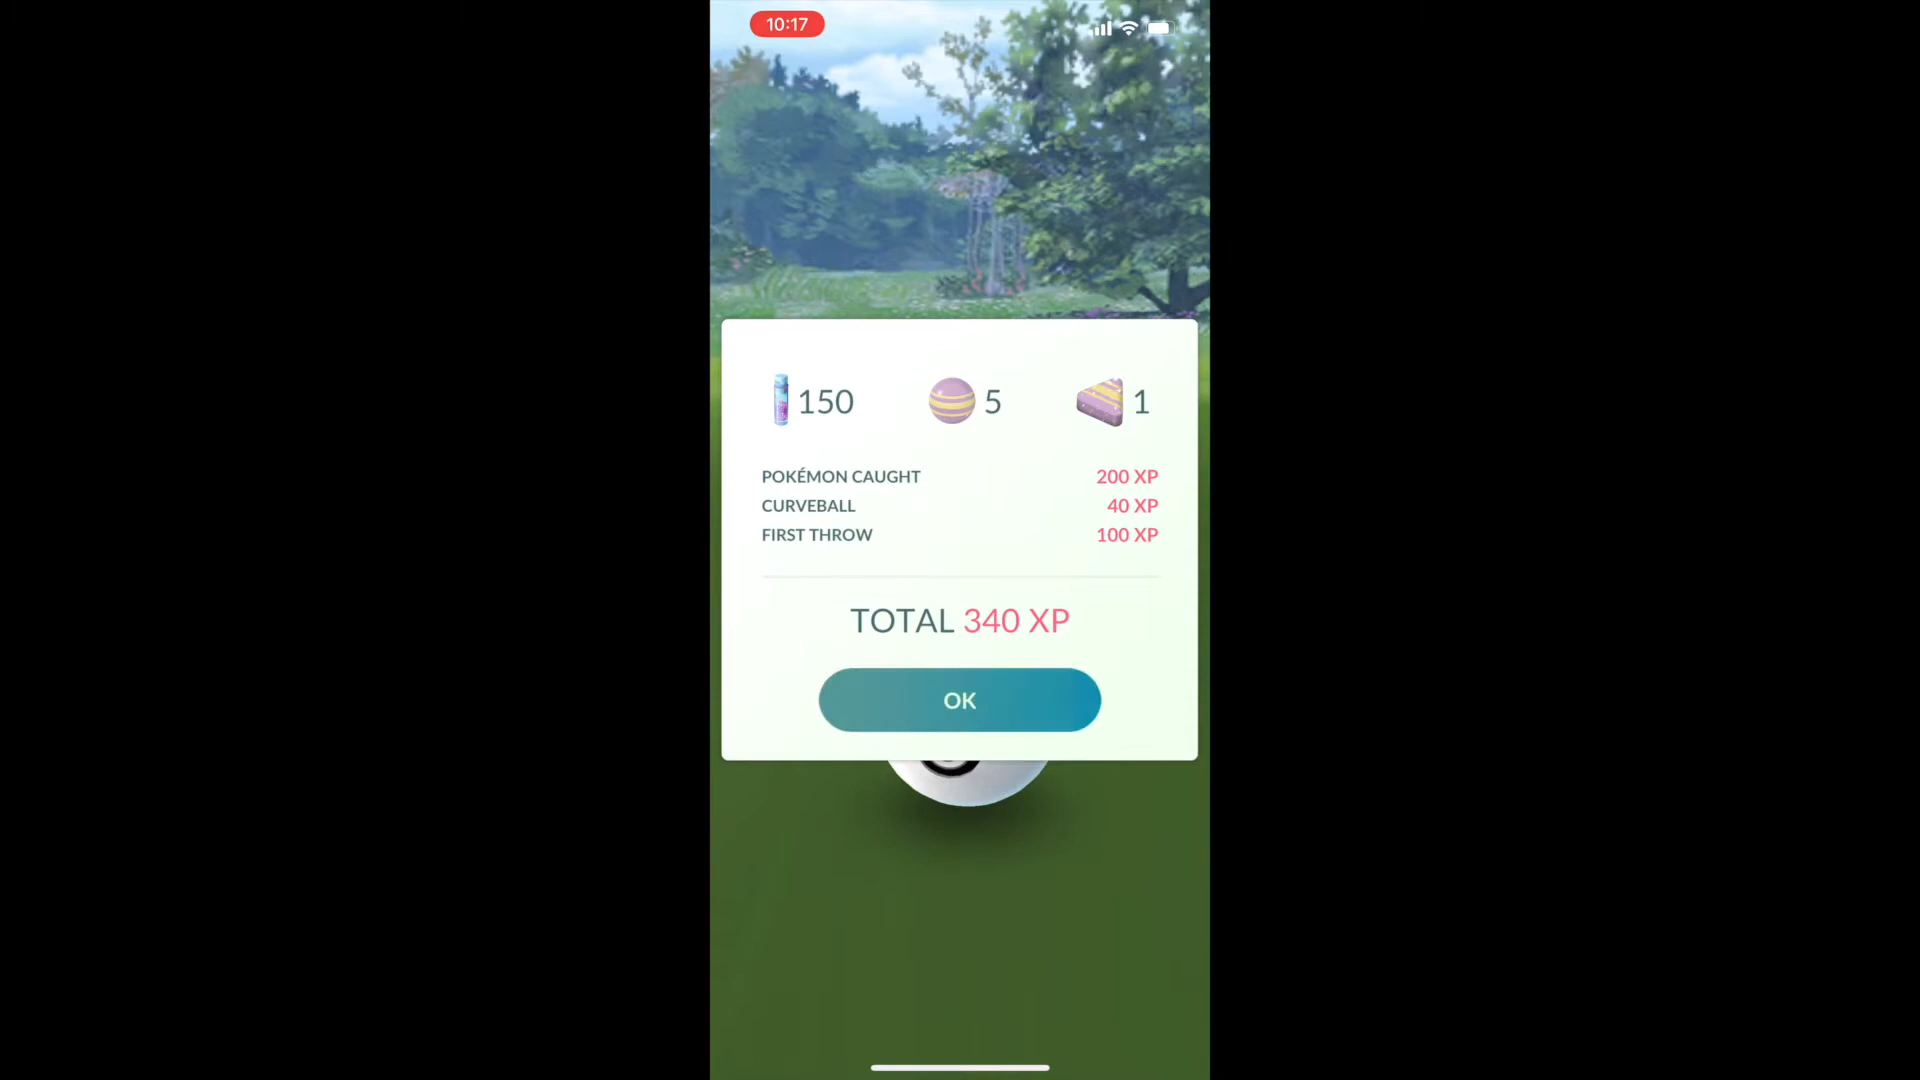 10:17
150 5 1
POKÉMON CAUGHT 200 XP
CURVEBALL 40 XP
FIRST THROW 100 XP
TOTAL 340 XP
OK